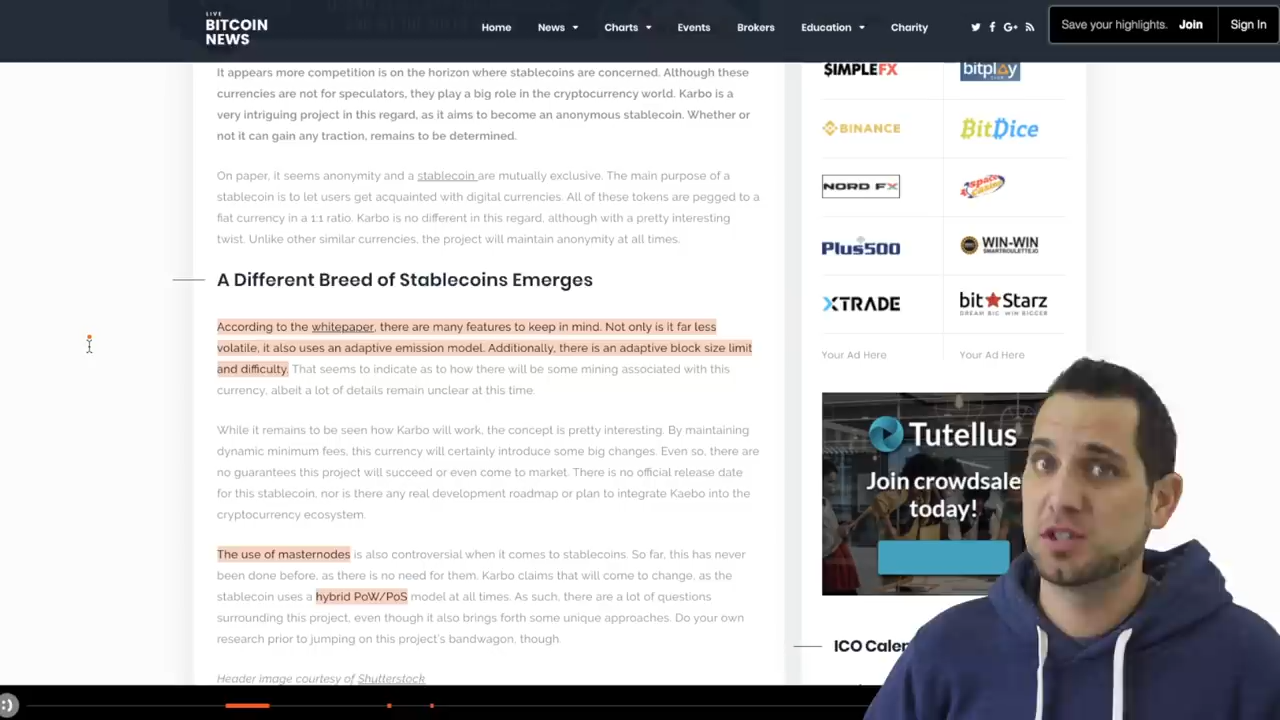 LIVE
BITCOIN
NEWS
Home
News
Charts
Events
Brokers
Education
Charity
Save your highlights.
Join
Sign In
It appears more competition is on the horizon where stablecoins are concerned. Although these
currencies are not for speculators, they play a big role in the cryptocurrency world. Karbo is a
very intriguing project in this regard, as it aims to become an anonymous stablecoin. Whether or
not it can gain any traction, remains to be determined.
On paper, it seems anonymity and a stablecoin are mutually exclusive. The main purpose of a
stablecoin is to let users get acquainted with digital currencies. All of these tokens are pegged to a
fiat currency in a 1:1 ratio. Karbo is no different in this regard, although with a pretty interesting
twist. Unlike other similar currencies, the project will maintain anonymity at all times.
A Different Breed of Stablecoins Emerges
According to the whitepaper, there are many features to keep in mind. Not only is it far less
volatile, it also uses an adaptive emission model. Additionally, there is an adaptive block size limit
and difficulty. That seems to indicate as to how there will be some mining associated with this
currency, albeit a lot of details remain unclear at this time.
While it remains to be seen how Karbo will work, the concept is pretty interesting. By maintaining
dynamic minimum fees, this currency will certainly introduce some big changes. Even so, there are
no guarantees this project will succeed or even come to market. There is no official release date
for this stablecoin, nor is there any real development roadmap or plan to integrate Kaebo into the
cryptocurrency ecosystem.
The use of masternodes is also controversial when it comes to stablecoins. So far, this has never
been done before, as there is no need for them. Karbo claims that will come to change, as the
stablecoin uses a hybrid PoW/PoS model at all times. As such, there are a lot of questions
surrounding this project, even though it also brings forth some unique approaches. Do your own
research prior to jumping on this project's bandwagon, though.
Header image courtesy of Shutterstock
$IMPLEFX
bitplay
CLUB
BINANCE
BitDice
NORD FX
space
casino
Plus500
WIN-WIN
SMARTROULETTE.IO
XTRADE
bitStarz
DREAM BIG WIN BIGGER
Your Ad Here
Your Ad Here
Tutellus
Join crowdsale
today!
ICO Calen